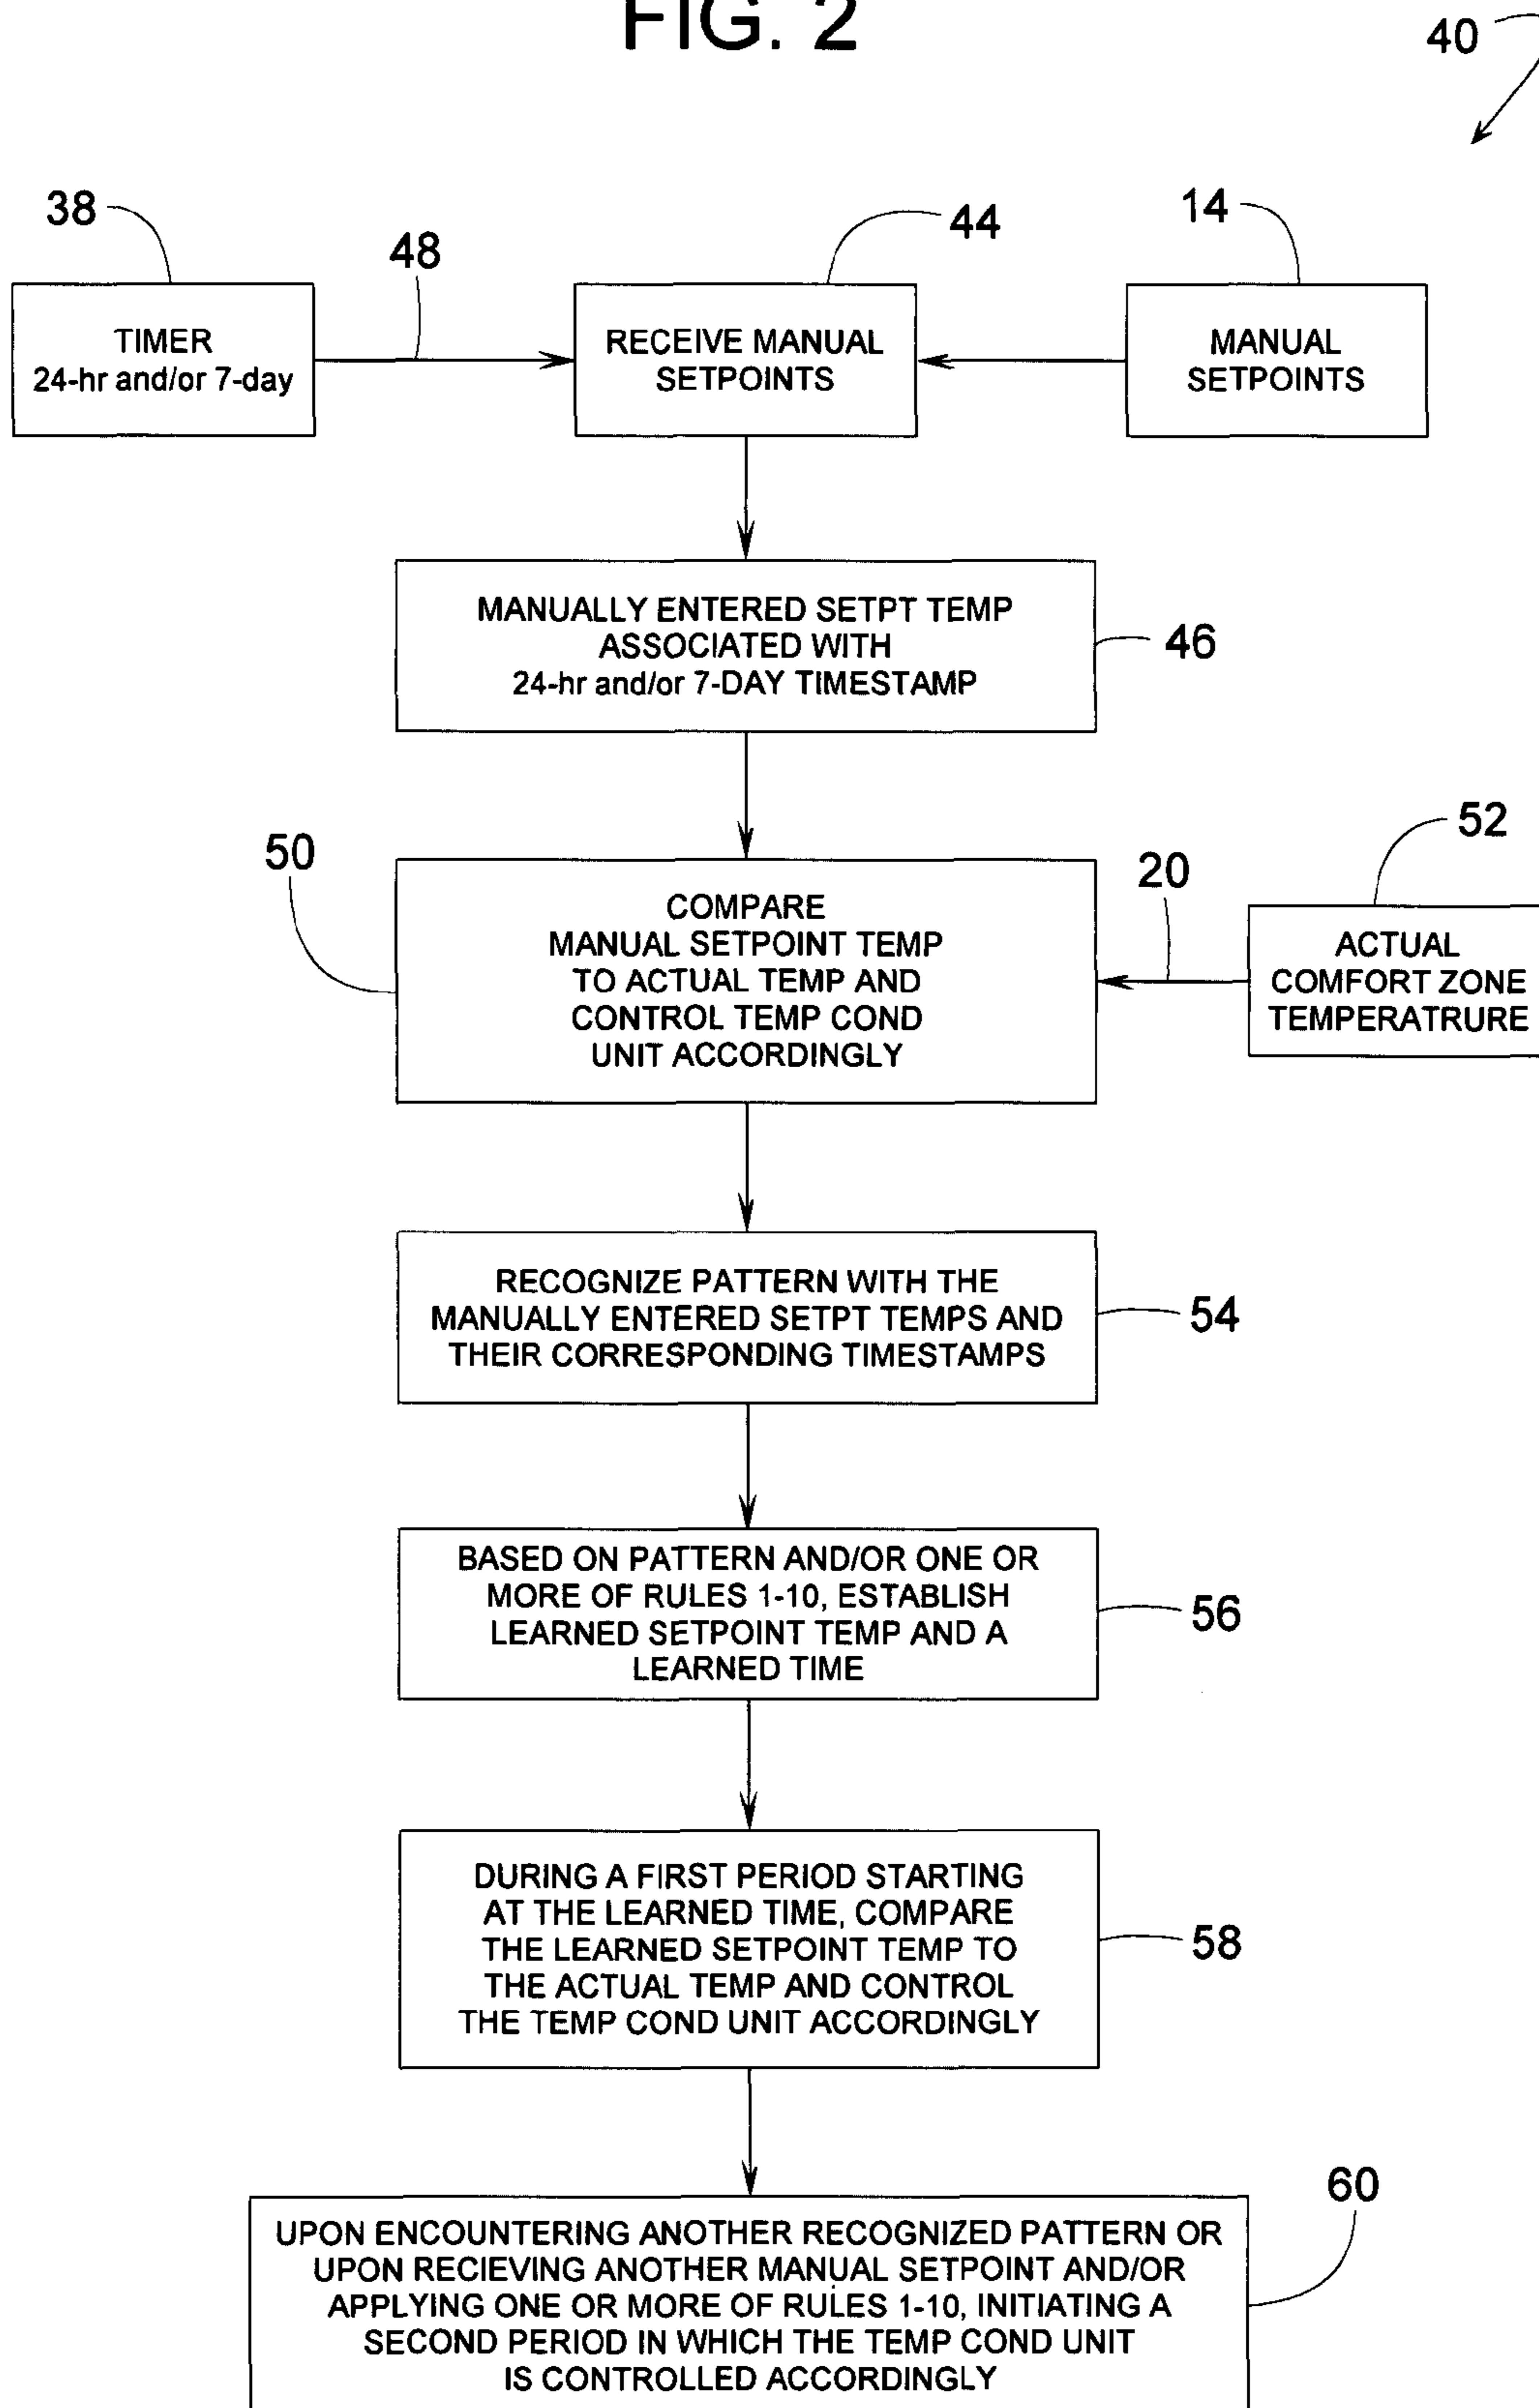 FIG. 2
40
38
48
44
14
TIMER
24-hr and/or 7-day
RECEIVE MANUAL
SETPOINTS
MANUAL
SETPOINTS
MANUALLY ENTERED SETPT TEMP
ASSOCIATED WITH
24-hr and/or 7-DAY TIMESTAMP
46
50
COMPARE
MANUAL SETPOINT TEMP
TO ACTUAL TEMP AND
CONTROL TEMP COND
UNIT ACCORDINGLY
20
52
ACTUAL
COMFORT ZONE
TEMPERATRURE
RECOGNIZE PATTERN WITH THE
MANUALLY ENTERED SETPT TEMPS AND
THEIR CORRESPONDING TIMESTAMPS
54
BASED ON PATTERN AND/OR ONE OR
MORE OF RULES 1-10, ESTABLISH
LEARNED SETPOINT TEMP AND A
LEARNED TIME
56
DURING A FIRST PERIOD STARTING
AT THE LEARNED TIME, COMPARE
THE LEARNED SETPOINT TEMP TO
THE ACTUAL TEMP AND CONTROL
THE TEMP COND UNIT ACCORDINGLY
58
60
UPON ENCOUNTERING ANOTHER RECOGNIZED PATTERN OR
UPON RECIEVING ANOTHER MANUAL SETPOINT AND/OR
APPLYING ONE OR MORE OF RULES 1-10, INITIATING A
SECOND PERIOD IN WHICH THE TEMP COND UNIT
IS CONTROLLED ACCORDINGLY